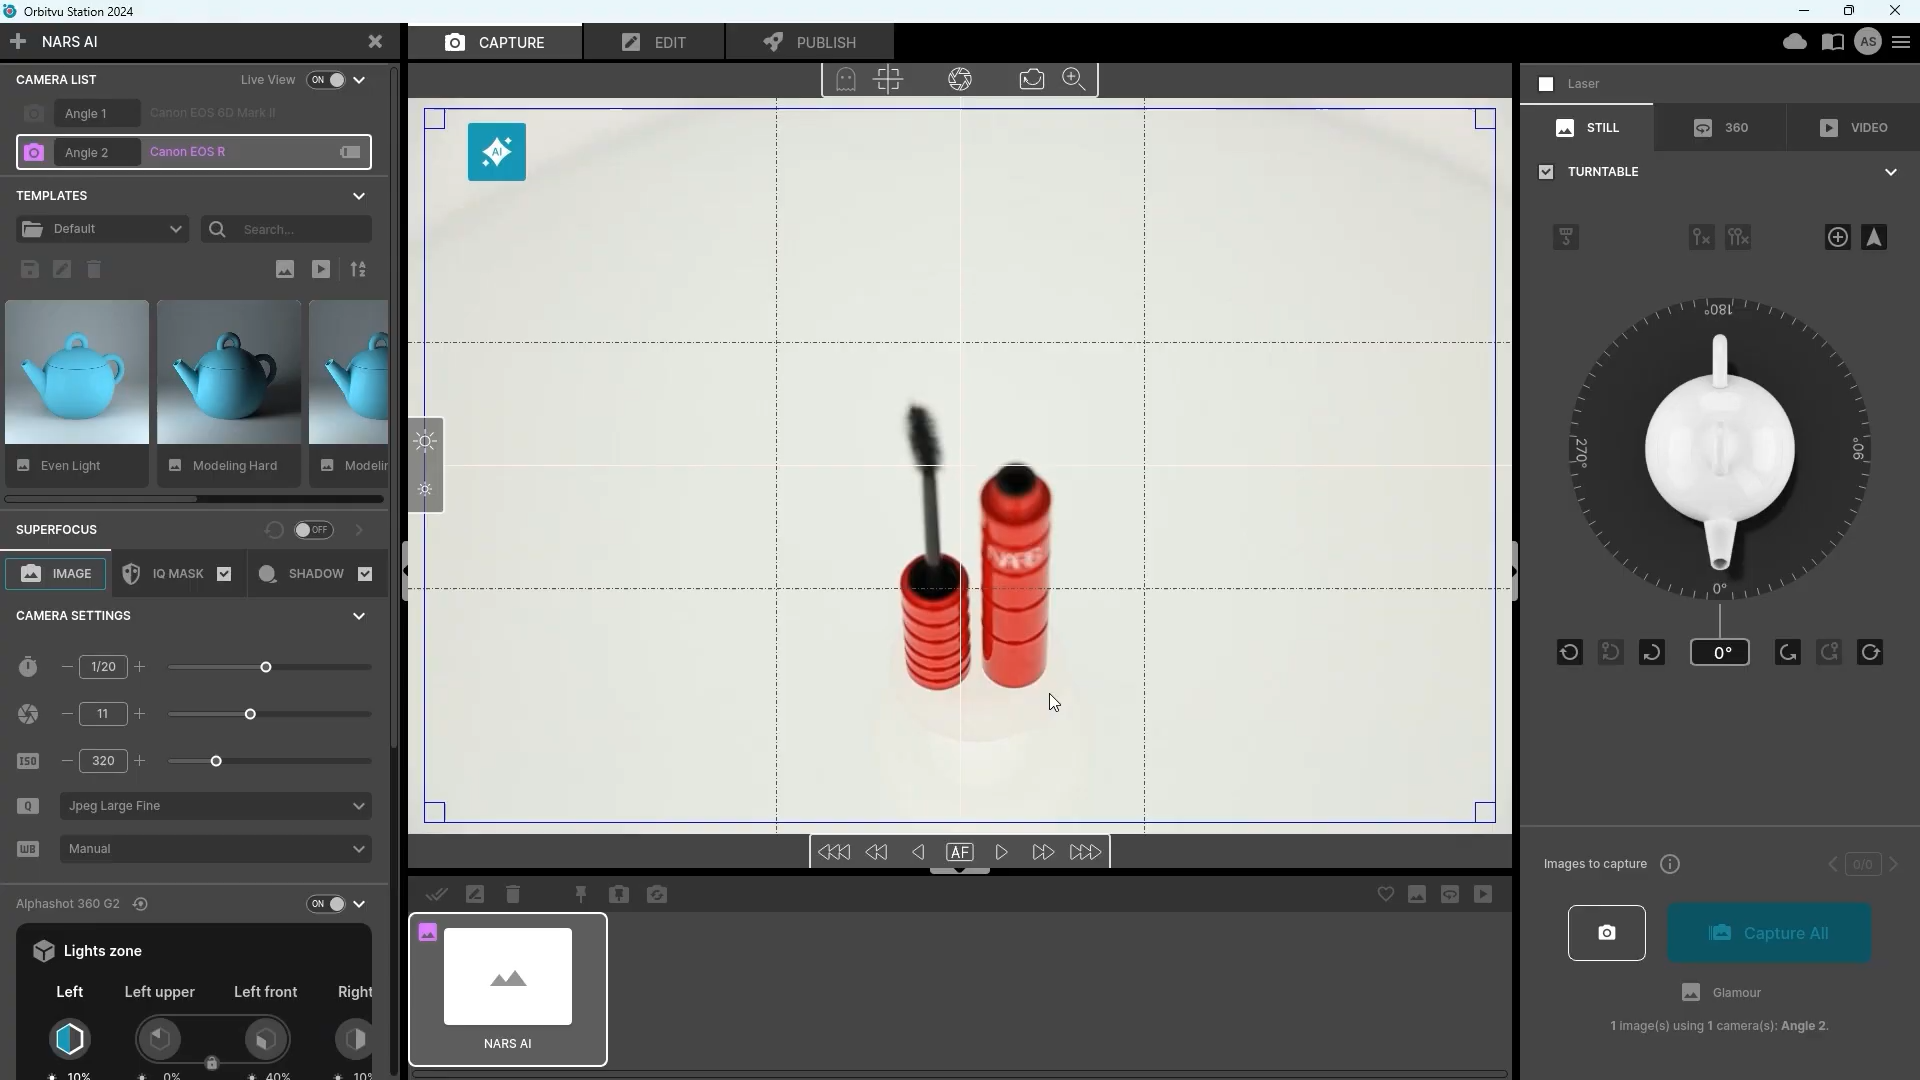 Orbitvu Station 2024
NARS AI
CAPTURE
EDIT
PUBLISH
AS
CAMERA LIST
Live View
ON
Angle 1
Canon EOS 6D Mark II
Angle 2
Canon EOS R
TEMPLATES
Default
Search...
Even Light
Modeling Hard
SUPERFOCUS
OFF
IMAGE
IQ MASK
SHADOW
CAMERA SETTINGS
1/20
11
ISO
320
Q
Jpeg Large Fine
WB
Manual
Alphashot 360 G2
ON
Lights zone
Left
Left upper
Left front
Right
10%
0%
40%
10%
AI
AF
NARS AI
Laser
STILL
360
VIDEO
TURNTABLE
180°
270°
90°
0°
0°
Images to capture
0/0
Capture All
Glamour
1 image(s) using 1 camera(s): Angle 2.